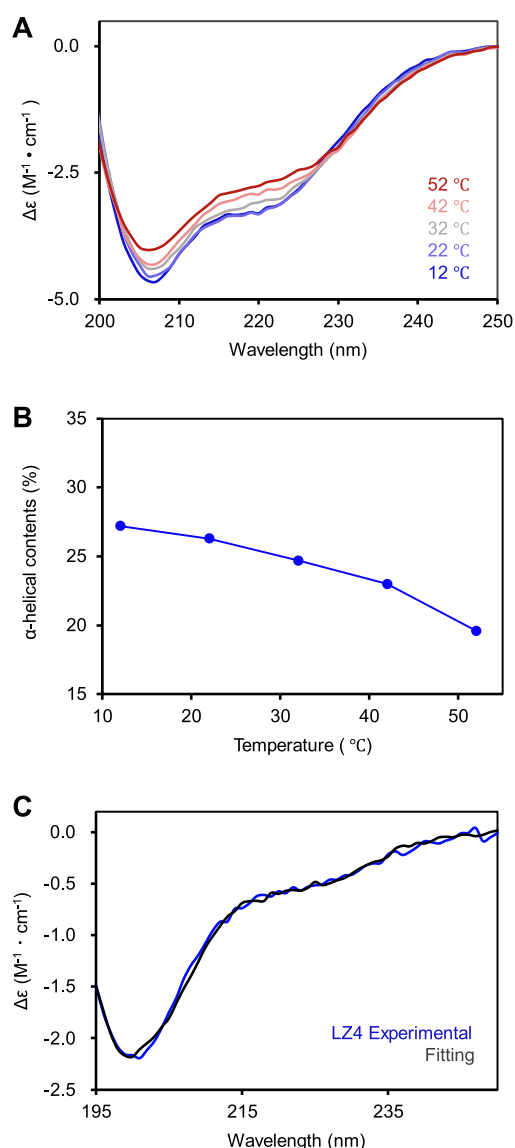 A
0.0
-2.5
-5.0
Δε (M⁻¹・cm⁻¹)
52 ℃
42 ℃
32 ℃
22 ℃
12 ℃
200 210 220 230 240 250
Wavelength (nm)
B
35
30
25
20
15
α-helical contents (%)
10 20 30 40 50
Temperature ( ℃)
C
0.0
-0.5
-1.0
-1.5
-2.0
-2.5
Δε (M⁻¹・cm⁻¹)
LZ4 Experimental
Fitting
195 215 235
Wavelength (nm)